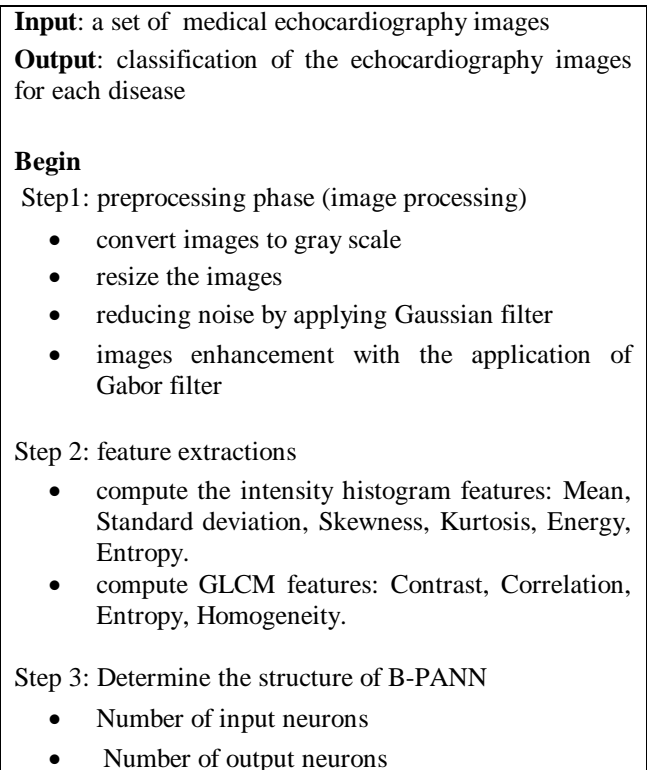 Input: a set of medical echocardiography images
Output: classification of the echocardiography images
for each disease
Begin
Step1: preprocessing phase (image processing)
• convert images to gray scale
• resize the images
• reducing noise by applying Gaussian filter
• images enhancement with the application of
Gabor filter
Step 2: feature extractions
• compute the intensity histogram features: Mean,
Standard deviation, Skewness, Kurtosis, Energy,
Entropy.
• compute GLCM features: Contrast, Correlation,
Entropy, Homogeneity.
Step 3: Determine the structure of B-PANN
• Number of input neurons
• Number of output neurons